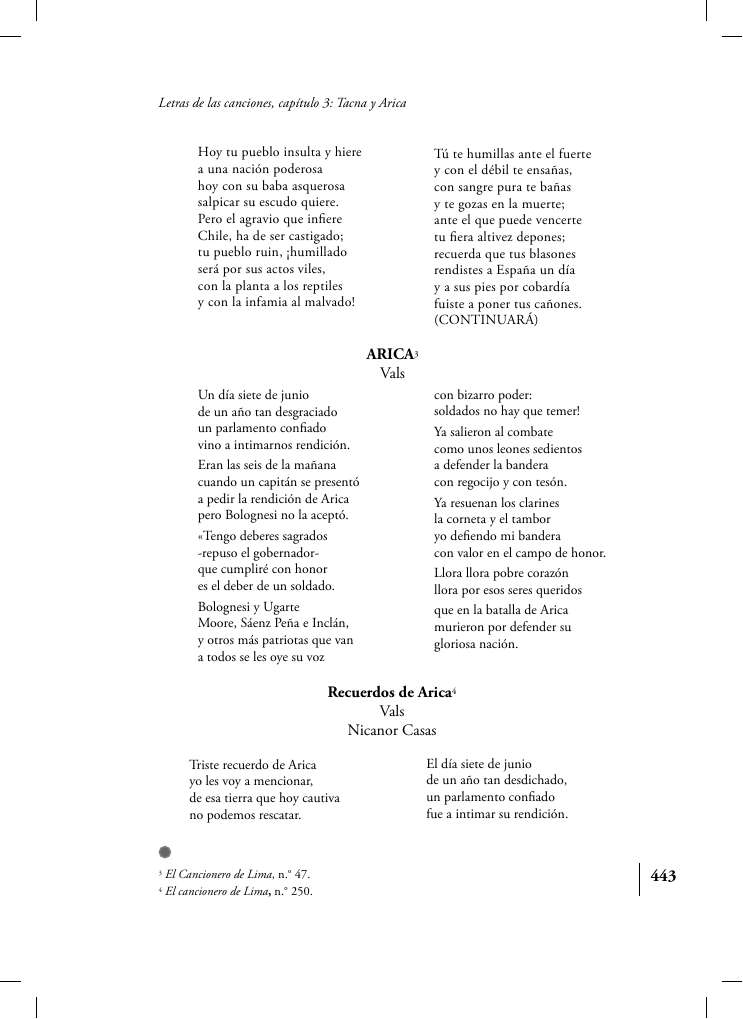 Letras de las canciones, capítulo 3: Tacna y Arica
Hoy tu pueblo insulta y hiere
a una nación poderosa
hoy con su baba asquerosa
salpicar su escudo quiere.
Pero el agravio que infiere
Chile, ha de ser castigado;
tu pueblo ruin, ¡humillado
será por sus actos viles,
con la planta a los reptiles
y con la infamia al malvado!
Tú te humillas ante el fuerte
y con el débil te ensañas,
con sangre pura te bañas
y te gozas en la muerte;
ante el que puede vencerte
tu fiera altivez depones;
recuerda que tus blasones
rendistes a España un día
y a sus pies por cobardía
fuiste a poner tus cañones.
(CONTINUARÁ)
ARICA3
Vals
Un día siete de junio
de un año tan desgraciado
un parlamento confiado
vino a intimarnos rendición.
Eran las seis de la mañana
cuando un capitán se presentó
a pedir la rendición de Arica
pero Bolognesi no la aceptó.
«Tengo deberes sagrados
-repuso el gobernador-
que cumpliré con honor
es el deber de un soldado.
Bolognesi y Ugarte
Moore, Sáenz Peña e Inclán,
y otros más patriotas que van
a todos se les oye su voz
con bizarro poder:
soldados no hay que temer!
Ya salieron al combate
como unos leones sedientos
a defender la bandera
con regocijo y con tesón.
Ya resuenan los clarines
la corneta y el tambor
yo defiendo mi bandera
con valor en el campo de honor.
Llora llora pobre corazón
llora por esos seres queridos
que en la batalla de Arica
murieron por defender su
gloriosa nación.
Recuerdos de Arica4
Vals
Nicanor Casas
Triste recuerdo de Arica
yo les voy a mencionar,
de esa tierra que hoy cautiva
no podemos rescatar.
El día siete de junio
de un año tan desdichado,
un parlamento confiado
fue a intimar su rendición.
3 El Cancionero de Lima, n.° 47.
4 El cancionero de Lima, n.° 250.
443